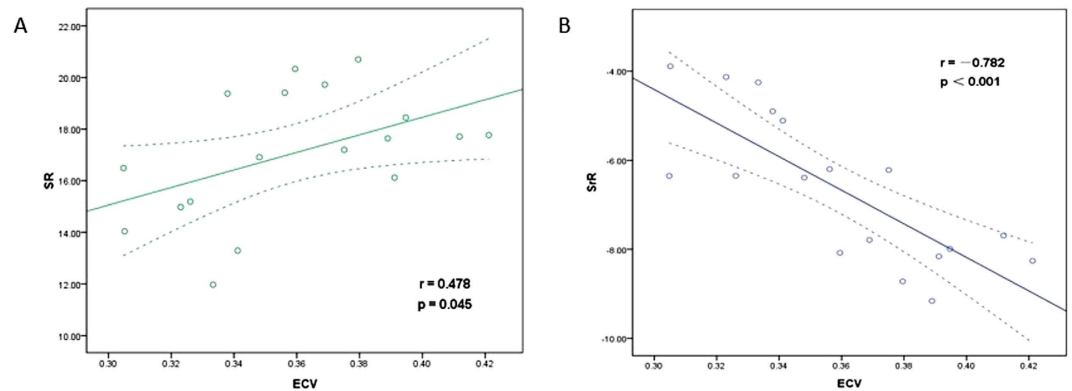 A
B
22.00
20.00
18.00
16.00
14.00
12.00
10.00
SR
r = 0.478
p = 0.045
0.30 0.32 0.34 0.36 0.38 0.40 0.42
ECV
-4.00
-6.00
-8.00
-10.00
SrR
r = −0.782
p < 0.001
0.30 0.32 0.34 0.36 0.38 0.40 0.42
ECV